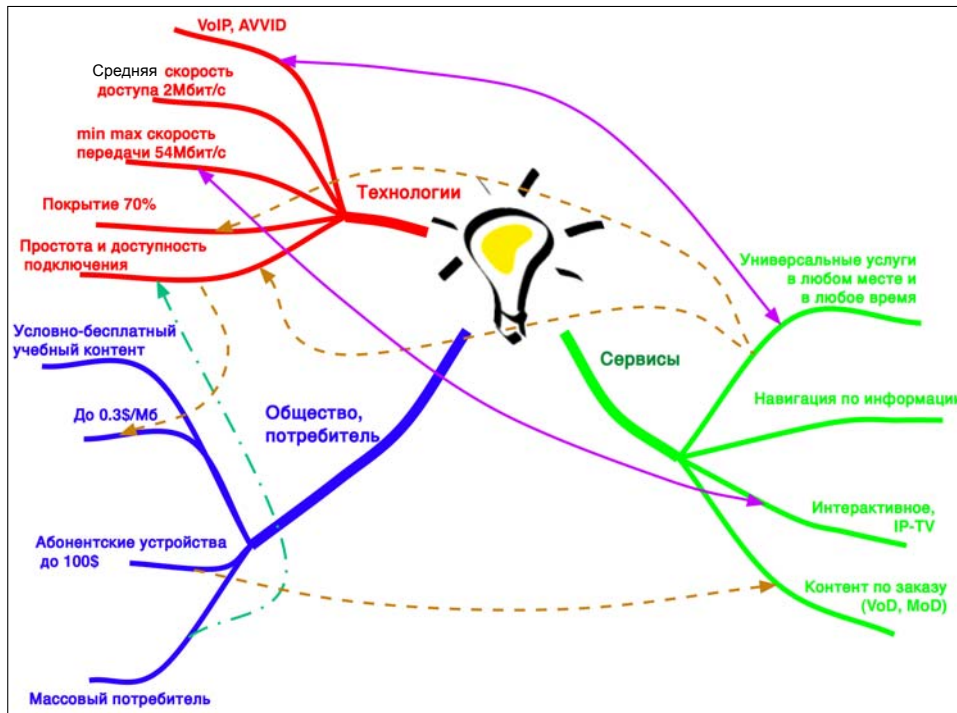 VoIP, AVVID
Средняя скорость
доступа 2Мбит/с
min max скорость
передачи 54Мбит/с
Покрытие 70%
Простота и доступность
подключения
Технологии
Условно-бесплатный
учебный контент
До 0.3$/Мб
Абонентские устройства
до 100$
Массовый потребитель
Общество,
потребитель
Сервисы
Универсальные услуги
в любом месте и
в любое время
Навигация по информации
Интерактивное,
IP-TV
Контент по заказу
(VoD, MoD)